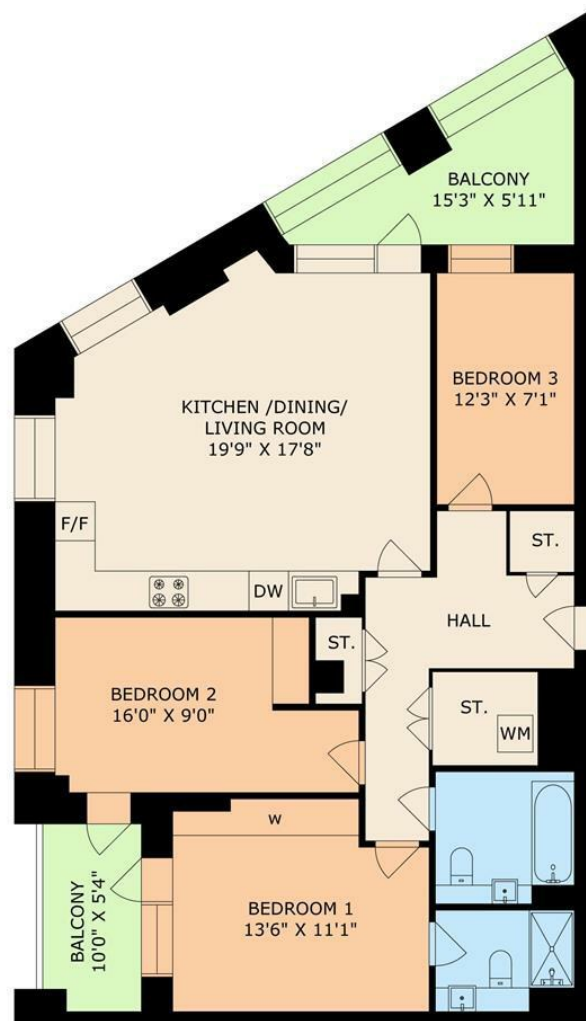 BALCONY
15'3" X 5'11"
BEDROOM 3
12'3" X 7'1"
KITCHEN /DINING/
LIVING ROOM
19'9" X 17'8"
F/F
DW
ST.
HALL
ST.
ST.
WM
BEDROOM 2
16'0" X 9'0"
W
BEDROOM 1
13'6" X 11'1"
BALCONY
10'0" X 5'4"